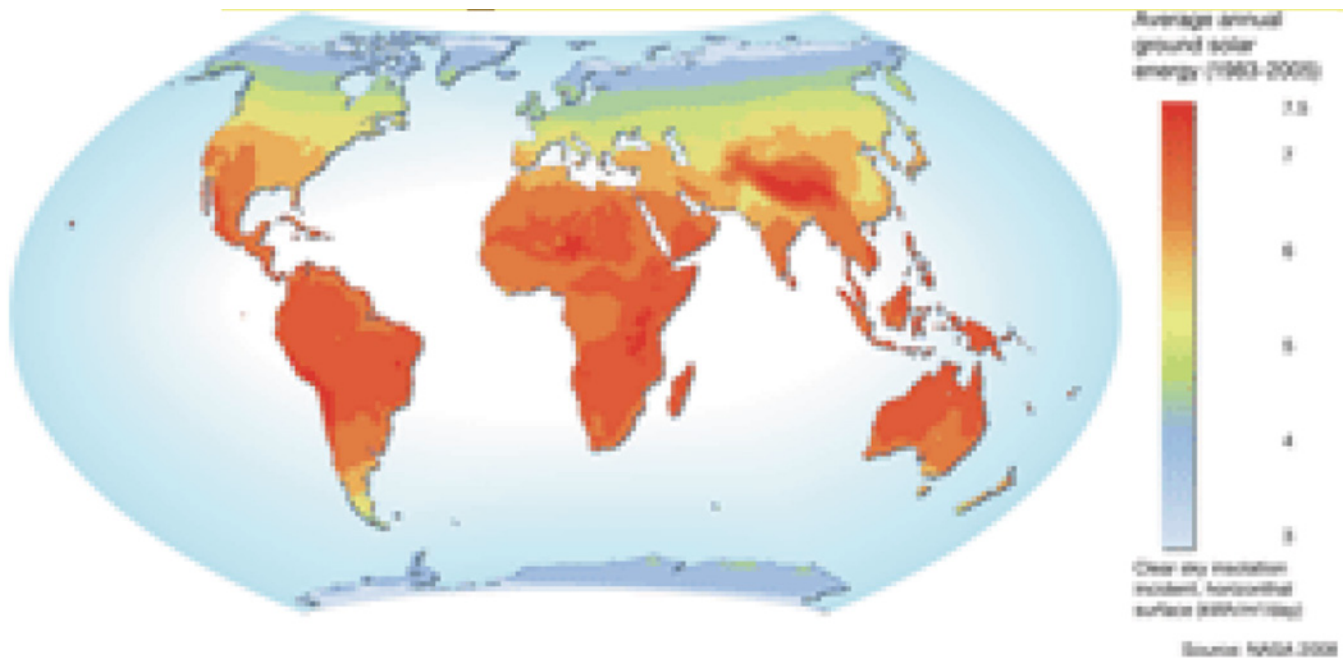 Average annual
ground solar
energy (1983-2005)
7.5
7
6
5
4
3
Clear sky insolation
incident, horizonthal
surface (kWh/m²/day)
Source: NASA 2008